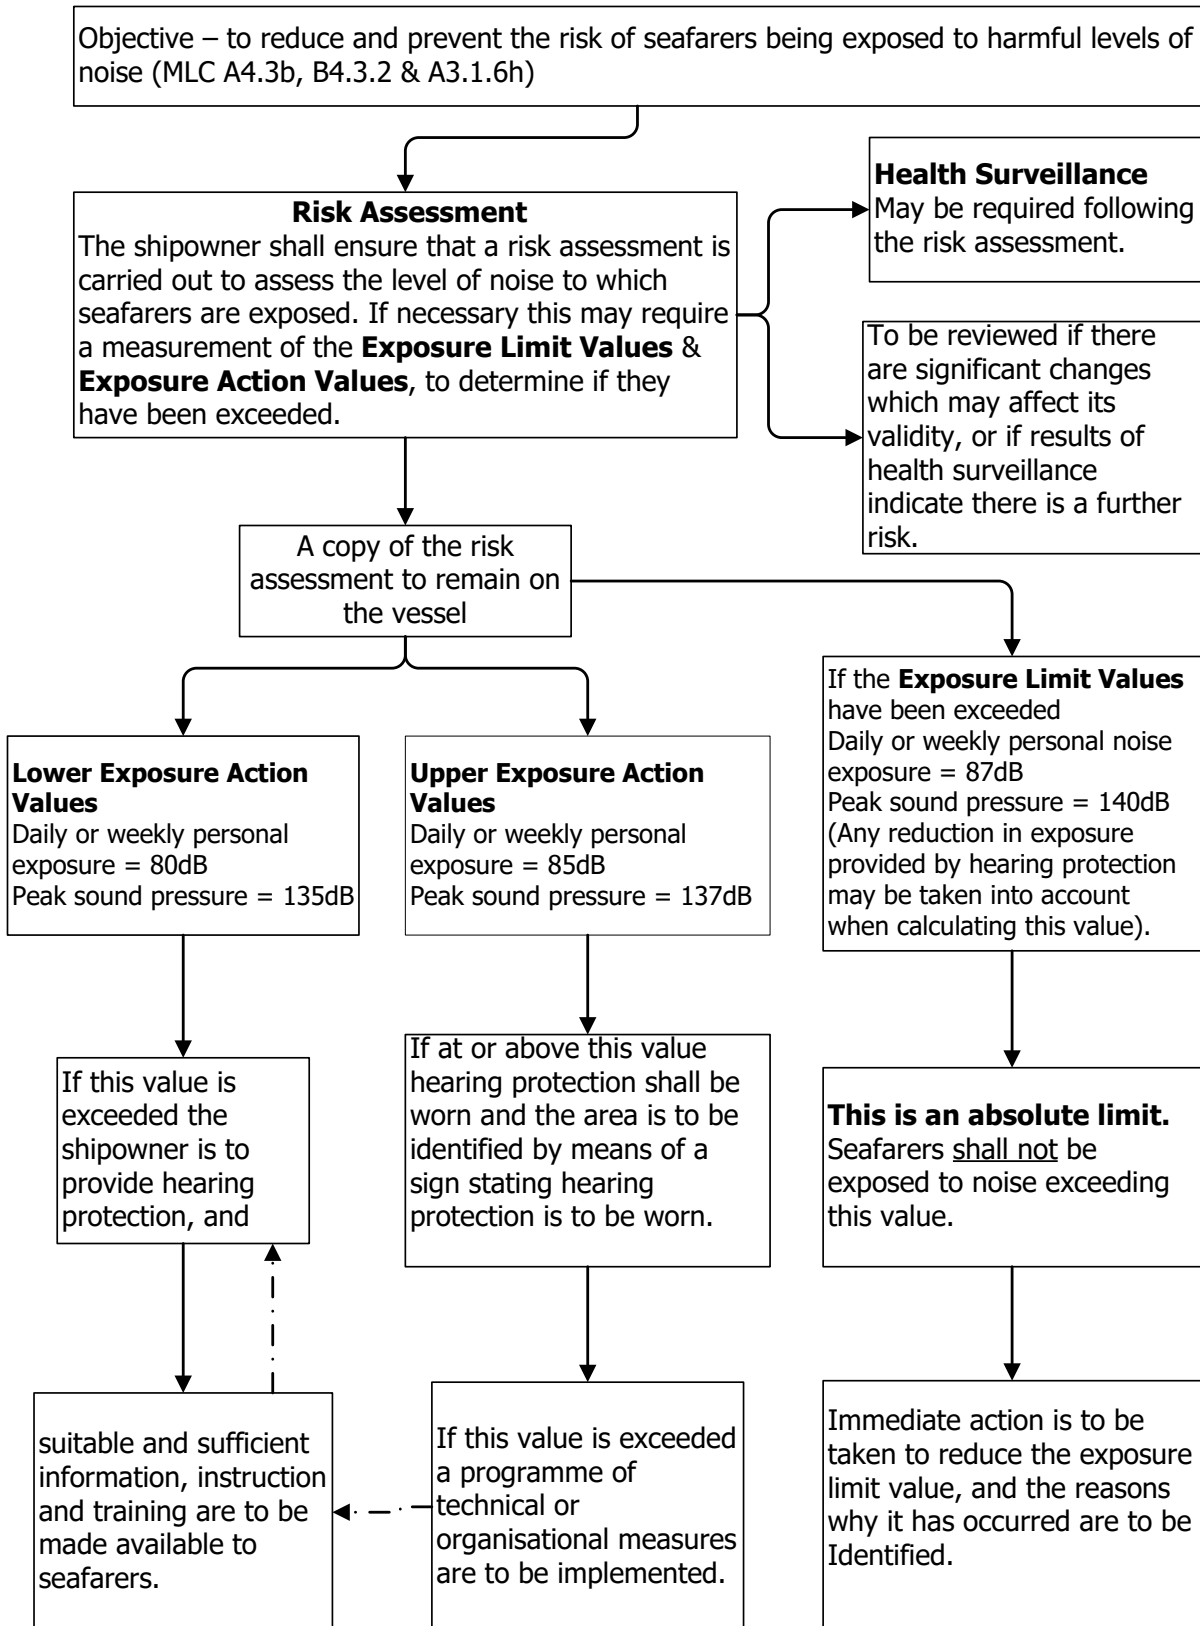 Objective – to reduce and prevent the risk of seafarers being exposed to harmful levels of
noise (MLC A4.3b, B4.3.2 & A3.1.6h)
Risk Assessment
The shipowner shall ensure that a risk assessment is
carried out to assess the level of noise to which
seafarers are exposed. If necessary this may require
a measurement of the Exposure Limit Values &
Exposure Action Values, to determine if they
have been exceeded.
Health Surveillance
May be required following
the risk assessment.
To be reviewed if there
are significant changes
which may affect its
validity, or if results of
health surveillance
indicate there is a further
risk.
A copy of the risk
assessment to remain on
the vessel
Lower Exposure Action
Values
Daily or weekly personal
exposure = 80dB
Peak sound pressure = 135dB
Upper Exposure Action
Values
Daily or weekly personal
exposure = 85dB
Peak sound pressure = 137dB
If the Exposure Limit Values
have been exceeded
Daily or weekly personal noise
exposure = 87dB
Peak sound pressure = 140dB
(Any reduction in exposure
provided by hearing protection
may be taken into account
when calculating this value).
If this value is
exceeded the
shipowner is to
provide hearing
protection, and
If at or above this value
hearing protection shall be
worn and the area is to be
identified by means of a
sign stating hearing
protection is to be worn.
This is an absolute limit.
Seafarers shall not be
exposed to noise exceeding
this value.
suitable and sufficient
information, instruction
and training are to be
made available to
seafarers.
If this value is exceeded
a programme of
technical or
organisational measures
are to be implemented.
Immediate action is to be
taken to reduce the exposure
limit value, and the reasons
why it has occurred are to be
Identified.